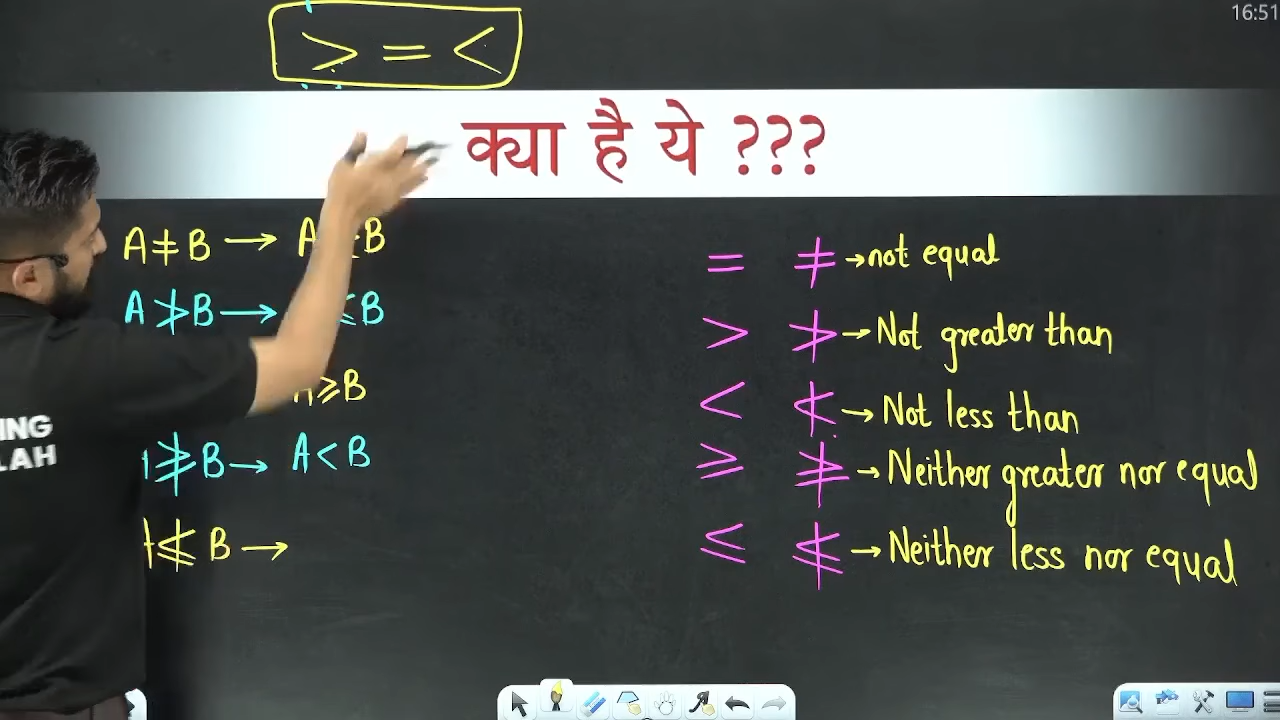 16:51
> = <
क्या है ये ???
A ≠ B → A B
A ≯ B → ≤ B
A ≥ B
≱ B → A < B
≰ B →
= ≠ → not equal
> ≯ → Not greater than
< ≮ → Not less than
≥ ≱ → Neither greater nor equal
≤ ≰ → Neither less nor equal
ING
LAH